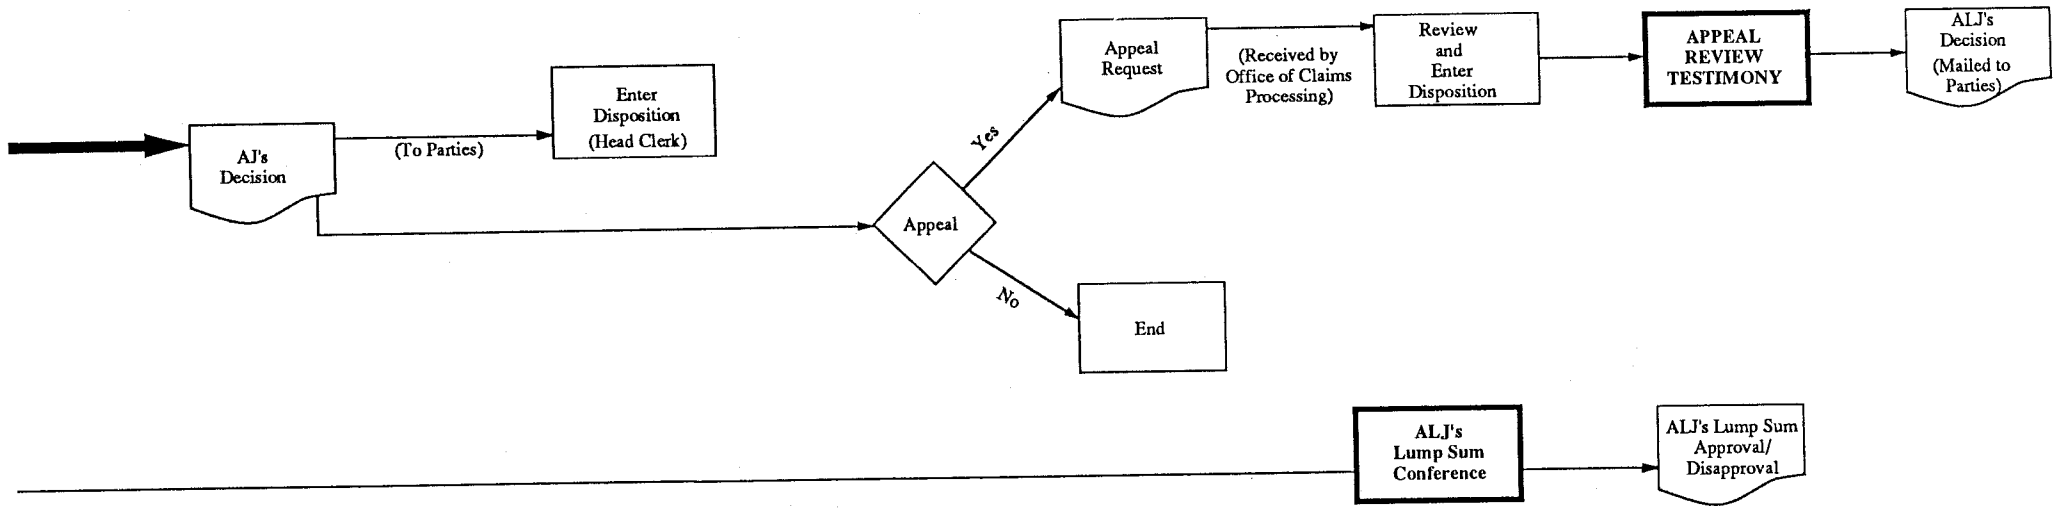 AJ's
Decision
(To Parties)
Enter
Disposition
(Head Clerk)
Appeal
Yes
No
Appeal
Request
(Received by
Office of Claims
Processing)
Review
and
Enter
Disposition
APPEAL
REVIEW
TESTIMONY
ALJ's
Decision
(Mailed to
Parties)
End
ALJ's
Lump Sum
Conference
ALJ's Lump Sum
Approval/
Disapproval